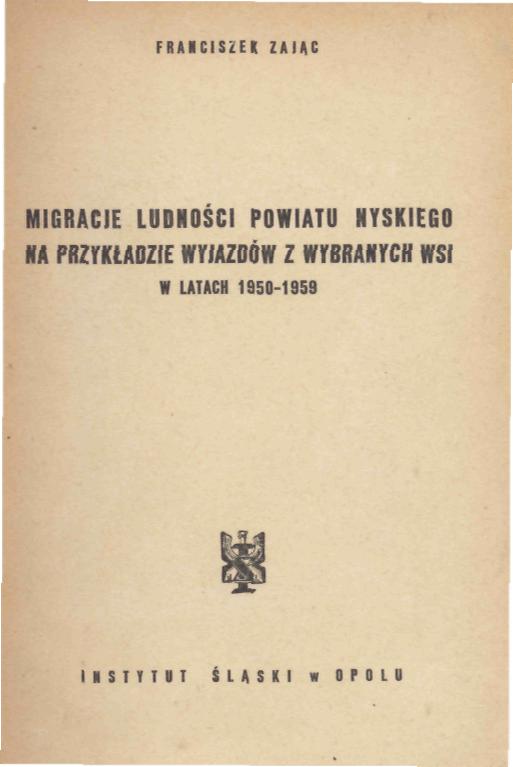 FRANCISZEK ZAJĄC
MIGRACJE LUDNOŚCI POWIATU NYSKIEGO
NA PRZYKŁADZIE WYJAZDÓW Z WYBRANYCH WSI
W LATACH 1950-1959
INSTYTUT ŚLĄSKI w OPOLU